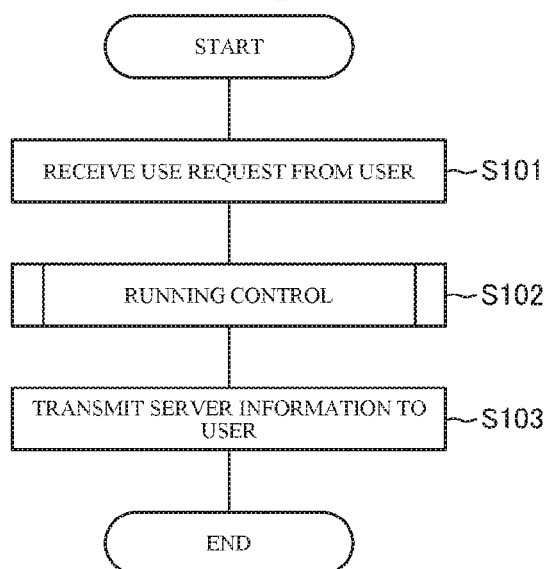 START
RECEIVE USE REQUEST FROM USER
S101
RUNNING CONTROL
S102
TRANSMIT SERVER INFORMATION TO
USER
S103
END